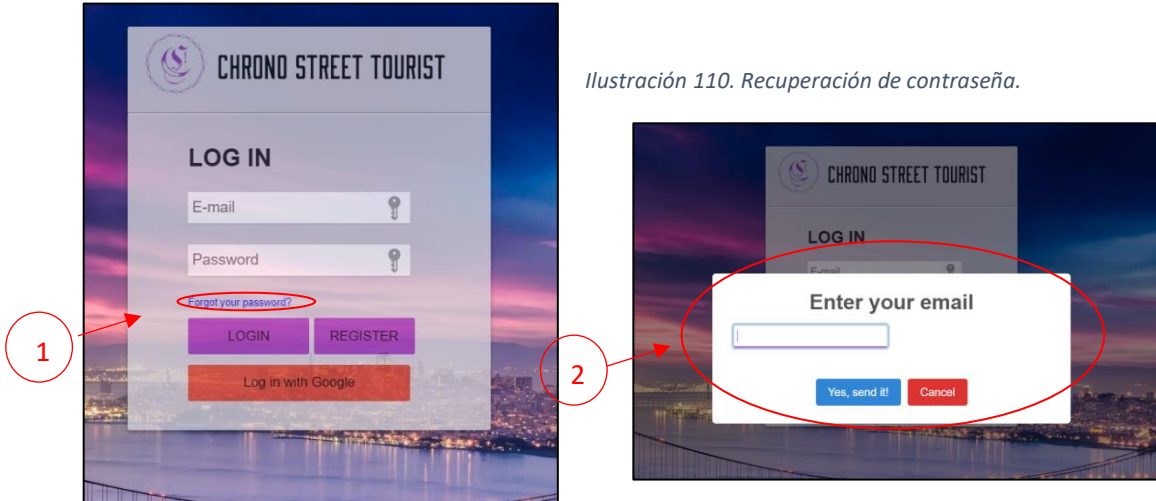 CHRONO STREET TOURIST
LOG IN
E-mail
Password
Forgot your password?
LOGIN REGISTER
Log in with Google
1
Ilustración 110. Recuperación de contraseña.
CHRONO STREET TOURIST
LOG IN
E-mail
Enter your email
Yes, send it! Cancel
2